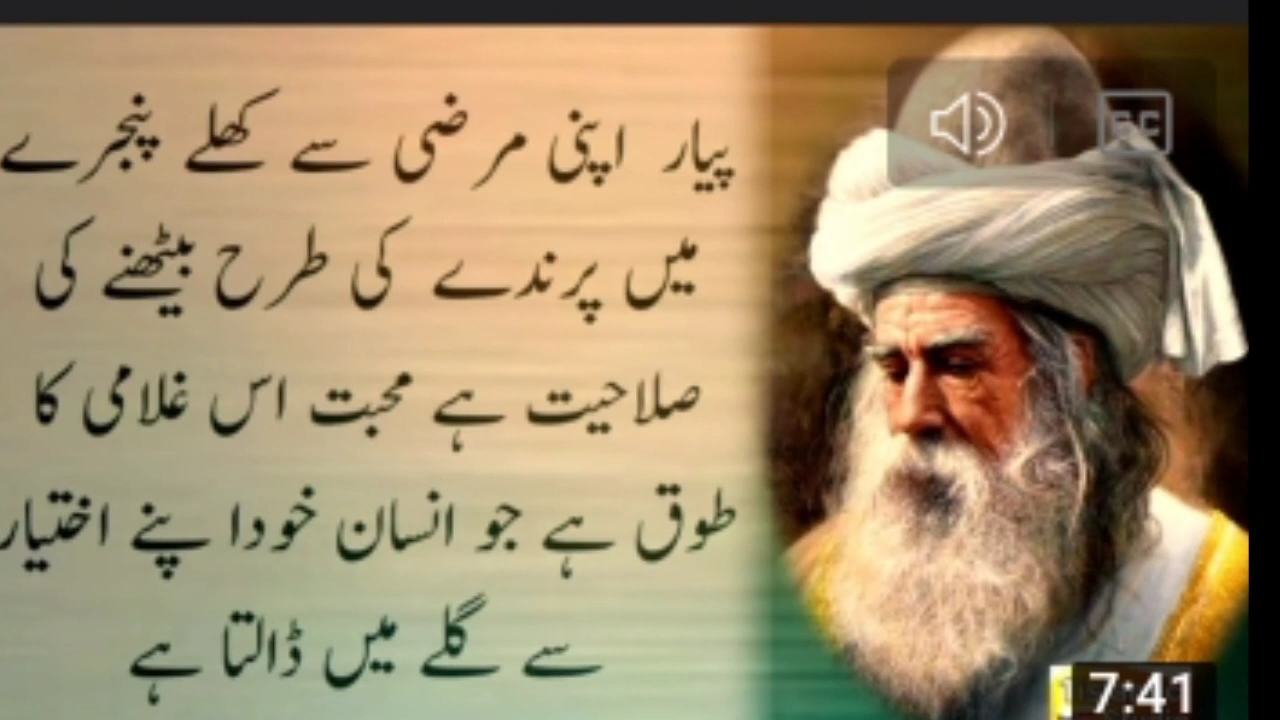 پیار اپنی مرضی سے کھلے پنجرے
میں پرندے کی طرح بیٹھنے کی
صلاحیت ہے محبت اس غلامی کا
طوق ہے جو انسان خودا پنے اختیار
سے گلے میں ڈالتا ہے
CC
7:41